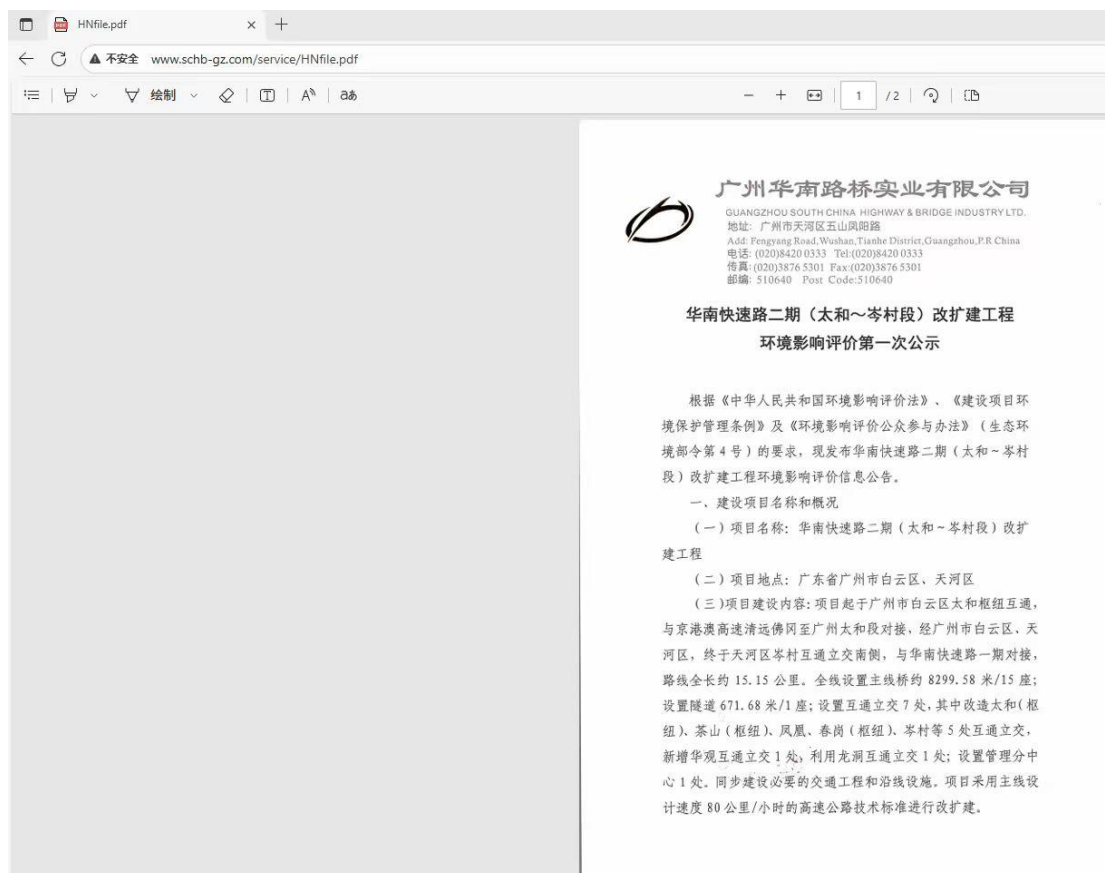 HNfile.pdf
不安全 www.schb-gz.com/service/HNfile.pdf
绘制 aあ 1 /2
广州华南路桥实业有限公司
GUANGZHOU SOUTH CHINA HIGHWAY & BRIDGE INDUSTRY LTD.
地址: 广州市天河区五山凤阳路
Add: Fengyang Road,Wushan,Tianhe District,Guangzhou,P.R China
电话: (020)8420 0333 Tel:(020)8420 0333
传真: (020)3876 5301 Fax:(020)3876 5301
邮编: 510640 Post Code:510640
华南快速路二期（太和～岑村段）改扩建工程
环境影响评价第一次公示
根据《中华人民共和国环境影响评价法》、《建设项目环
境保护管理条例》及《环境影响评价公众参与办法》（生态环
境部令第 4 号）的要求，现发布华南快速路二期（太和～岑村
段）改扩建工程环境影响评价信息公告。
一、建设项目名称和概况
（一）项目名称：华南快速路二期（太和～岑村段）改扩
建工程
（二）项目地点：广东省广州市白云区、天河区
（三）项目建设内容：项目起于广州市白云区太和枢纽互通，
与京港澳高速清远佛冈至广州太和段对接，经广州市白云区、天
河区，终于天河区岑村互通立交南侧，与华南快速路一期对接，
路线全长约 15.15 公里。全线设置主线桥约 8299.58 米/15 座；
设置隧道 671.68 米/1 座；设置互通立交 7 处，其中改造太和（枢
纽）、茶山（枢纽）、凤凰、春岗（枢纽）、岑村等 5 处互通立交，
新增华观互通立交 1 处，利用龙洞互通立交 1 处；设置管理分中
心 1 处。同步建设必要的交通工程和沿线设施。项目采用主线设
计速度 80 公里/小时的高速公路技术标准进行改扩建。